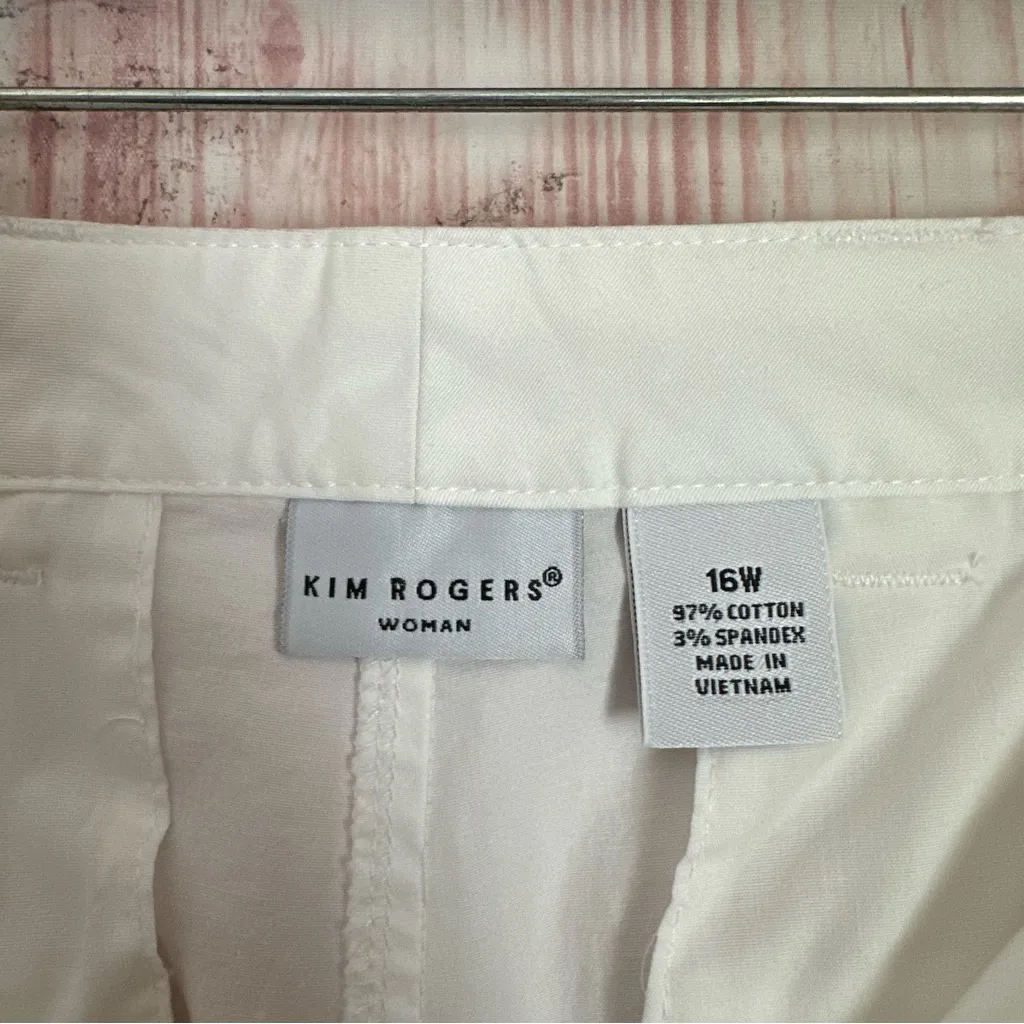 KIM ROGERS®
WOMAN
16W
97% COTTON
3% SPANDEX
MADE IN
VIETNAM